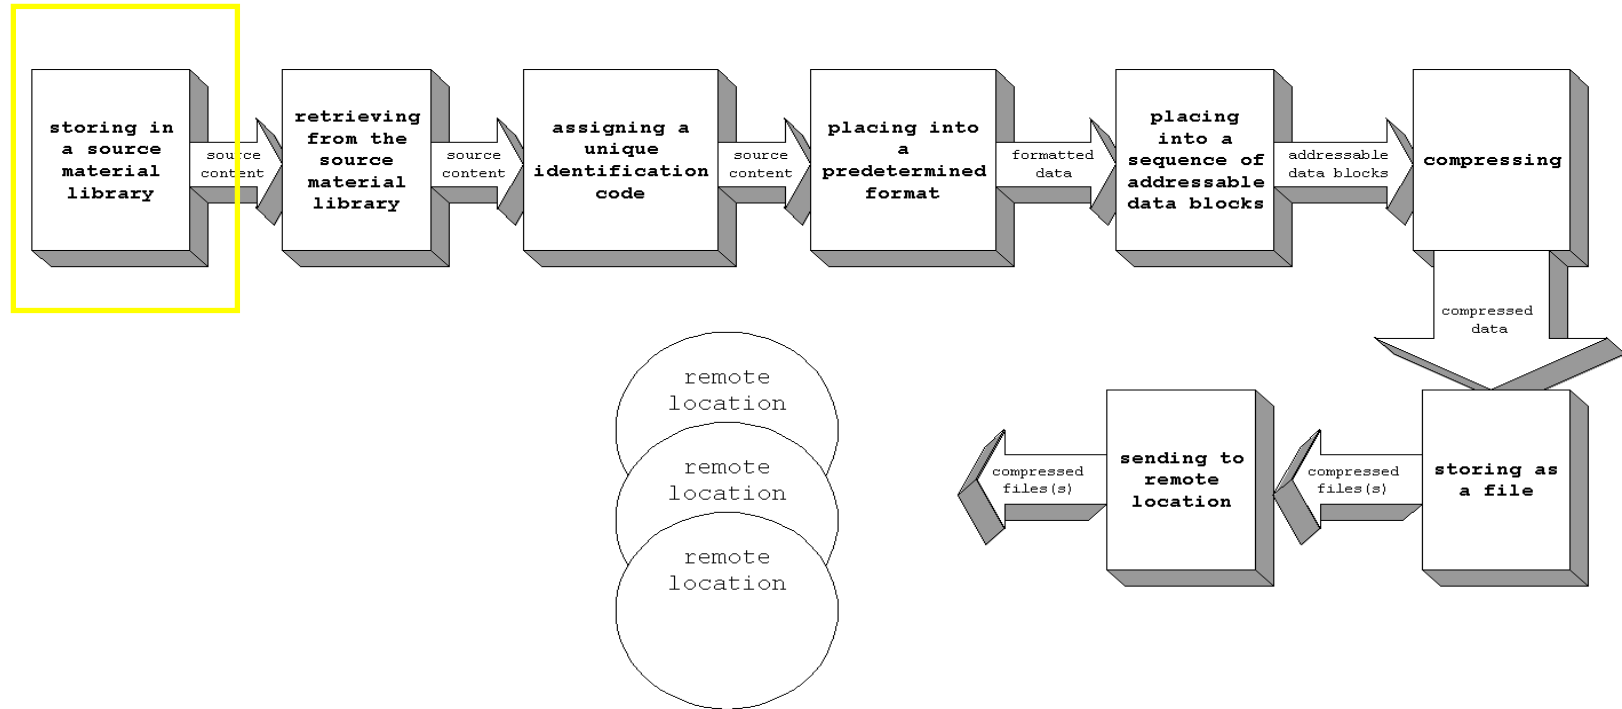 storing in
a source
material
library
source
content
retrieving
from the
source
material
library
source
content
assigning a
unique
identification
code
source
content
placing into
a
predetermined
format
formatted
data
placing
into a
sequence of
addressable
data blocks
addressable
data blocks
compressing
compressed
data
storing as
a file
compressed
files(s)
sending to
remote
location
compressed
files(s)
remote
location
remote
location
remote
location